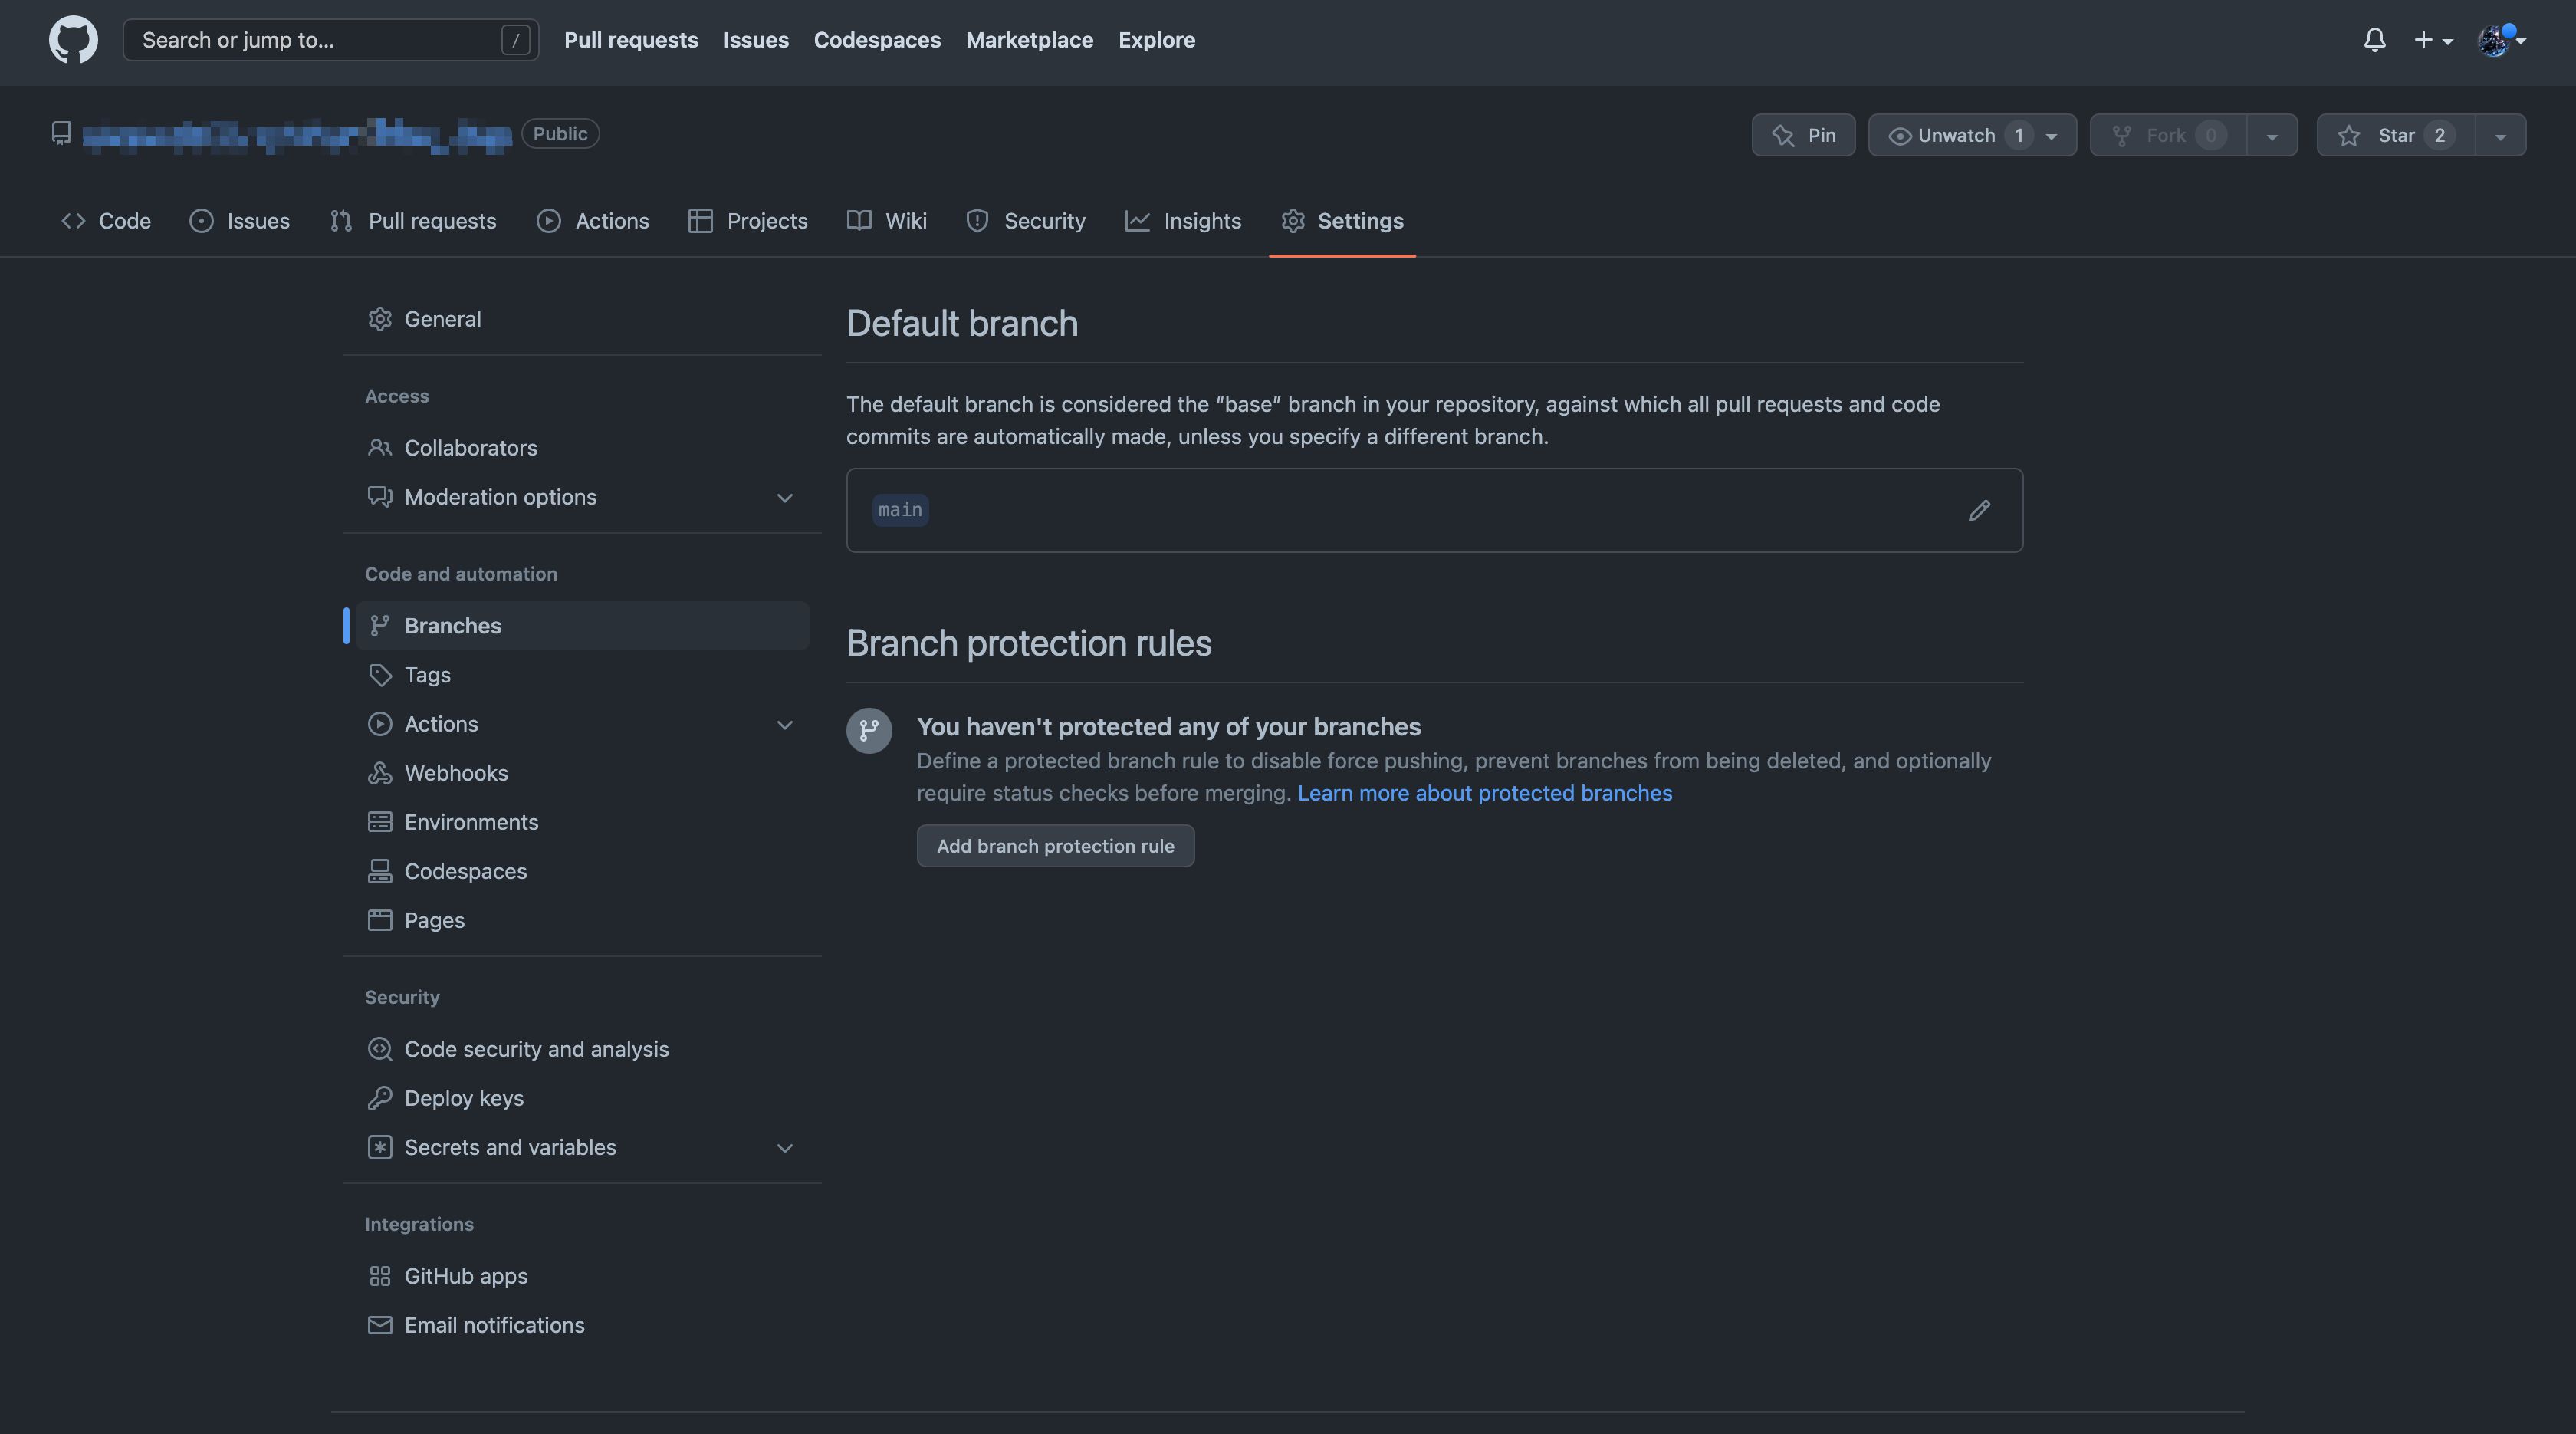 Search or jump to... /
Pull requests Issues Codespaces Marketplace Explore
Public
Pin
Unwatch 1
Fork 0
Star 2
Code Issues Pull requests Actions Projects Wiki Security Insights Settings
General
Access
Collaborators
Moderation options
Code and automation
Branches
Tags
Actions
Webhooks
Environments
Codespaces
Pages
Security
Code security and analysis
Deploy keys
Secrets and variables
Integrations
GitHub apps
Email notifications
Default branch
The default branch is considered the “base” branch in your repository, against which all pull requests and code
commits are automatically made, unless you specify a different branch.
main
Branch protection rules
You haven't protected any of your branches
Define a protected branch rule to disable force pushing, prevent branches from being deleted, and optionally
require status checks before merging. Learn more about protected branches
Add branch protection rule